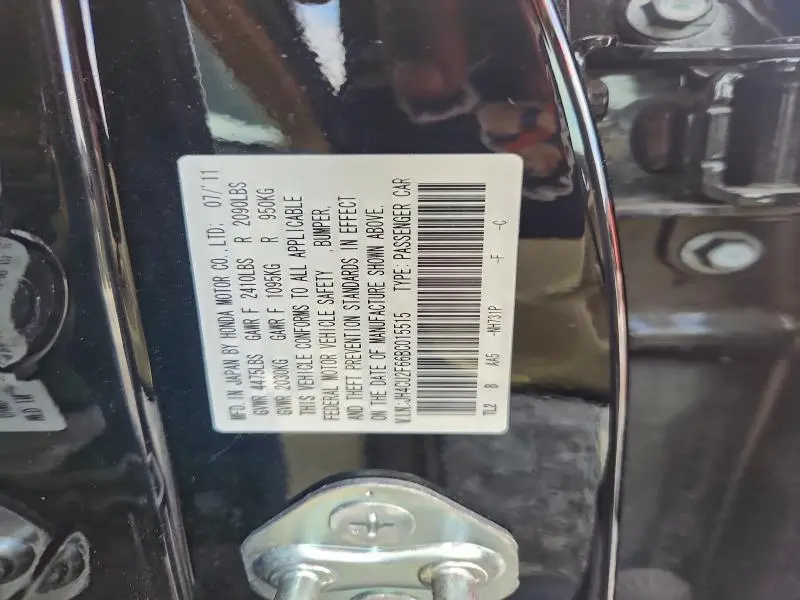 MFD. IN JAPAN BY HONDA MOTOR CO., LTD: 07/'11
GVWR 4475LBS GAWR F 2410LBS R 2090LBS
GVWR 2030KG GAWR F 1095KG R 950KG
THIS VEHICLE CONFORMS TO ALL APPLICABLE
FEDERAL MOTOR VEHICLE SAFETY , BUMPER,
AND THEFT PREVENTION STANDARDS IN EFFECT
ON THE DATE OF MANUFACTURE SHOWN ABOVE.
V.I.N.:JH4CU2F66BC015515 TYPE: PASSENGER CAR
TL2 B AA5 -NH731P -F -C